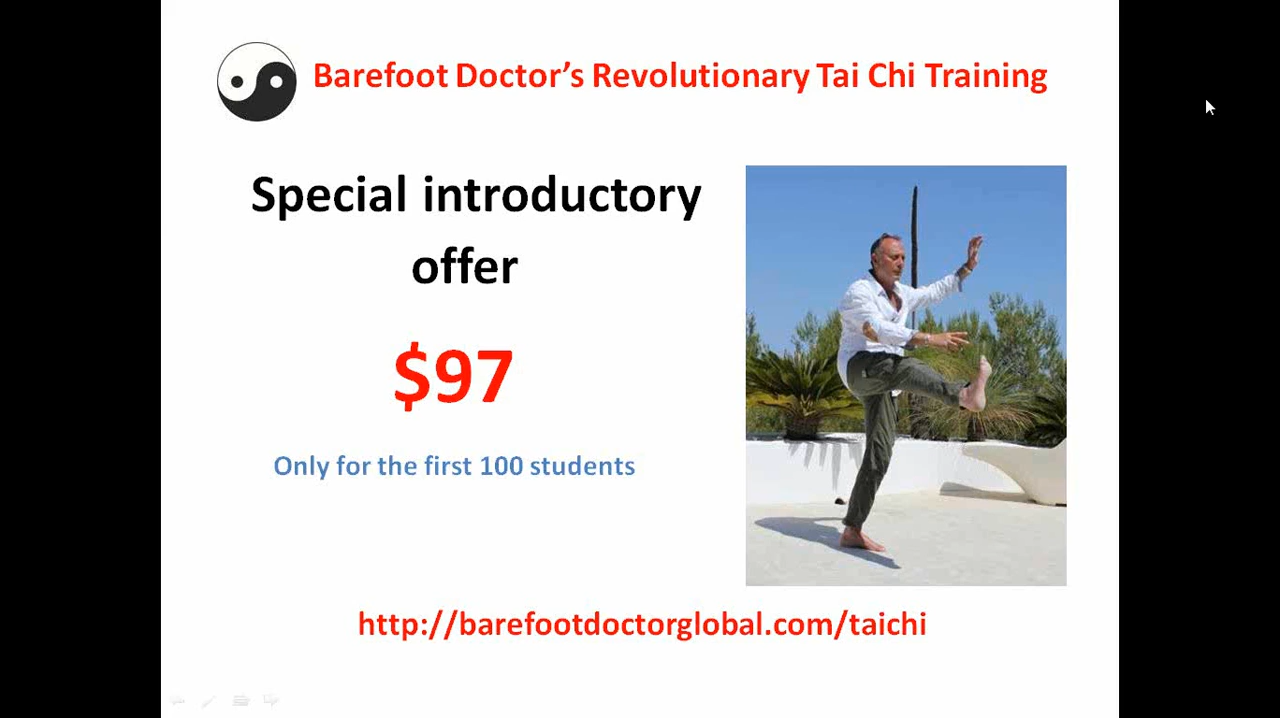 Barefoot Doctor’s Revolutionary Tai Chi Training
Special introductory
offer
$97
Only for the first 100 students
http://barefootdoctorglobal.com/taichi